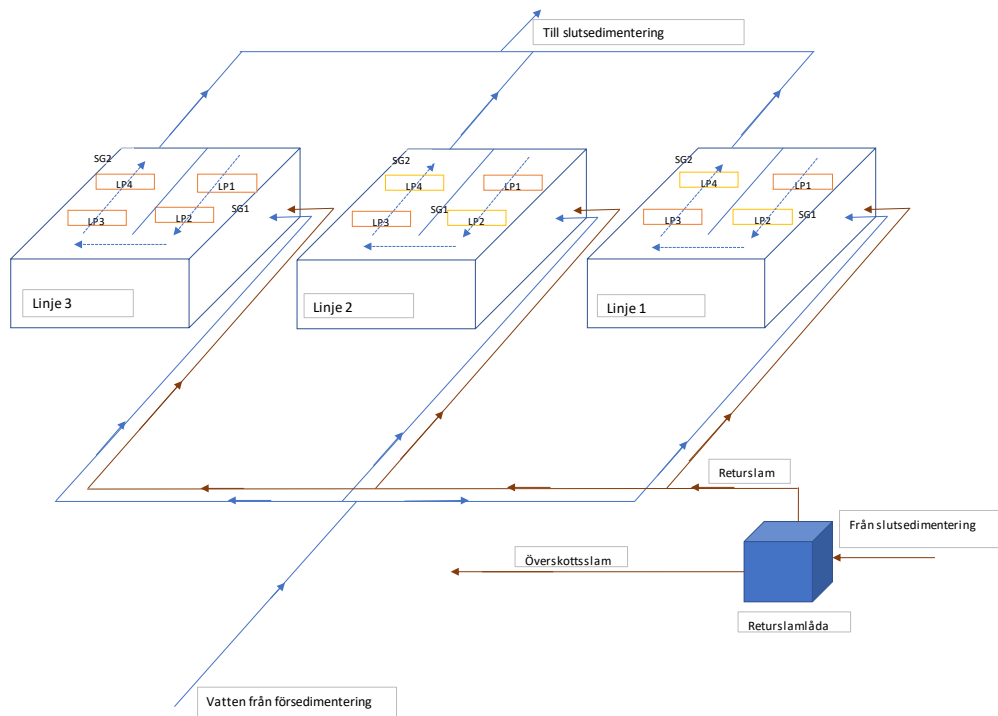 Till slutsedimentering
SG2
LP4
LP1
LP3
LP2
SG1
Linje 3
SG2
LP4
LP1
LP3
SG1
LP2
Linje 2
SG2
LP4
LP1
LP3
LP2
SG1
Linje 1
Returslam
Från slutsedimentering
Överskottsslam
Returslamlåda
Vatten från försedimentering